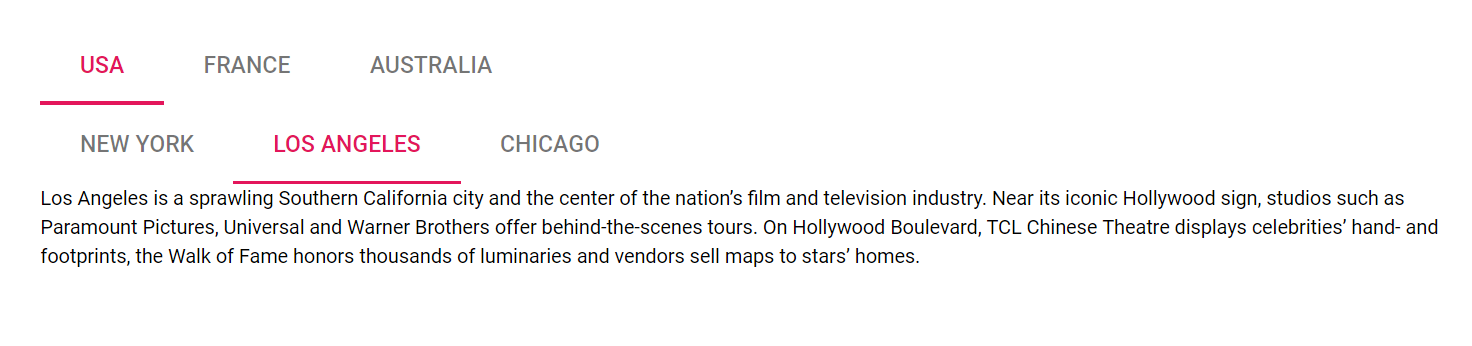 USA FRANCE AUSTRALIA
NEW YORK LOS ANGELES CHICAGO
Los Angeles is a sprawling Southern California city and the center of the nation’s film and television industry. Near its iconic Hollywood sign, studios such as
Paramount Pictures, Universal and Warner Brothers offer behind-the-scenes tours. On Hollywood Boulevard, TCL Chinese Theatre displays celebrities’ hand- and
footprints, the Walk of Fame honors thousands of luminaries and vendors sell maps to stars’ homes.